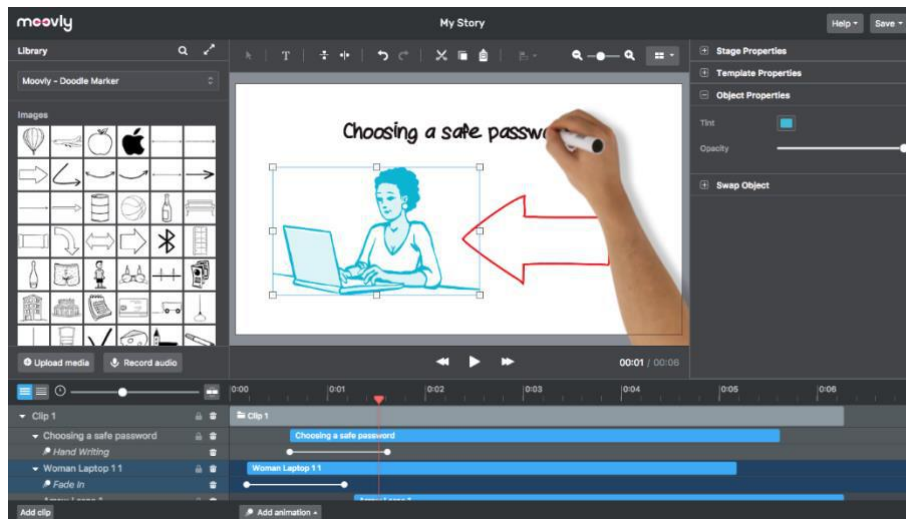 moovly
My Story
Help
Save
Library
Moovly - Doodle Marker
Images
T
Choosing a safe passw
Stage Properties
Template Properties
Object Properties
Tint
Opacity
Swap Object
Upload media
Record audio
00:01 / 00:06
0:00 0:01 0:02 0:03 0:04 0:05 0:06
Clip 1
Clip 1
Choosing a safe password
Choosing a safe password
Hand Writing
Woman Laptop 1 1
Woman Laptop 1 1
Fade In
Add clip
Add animation